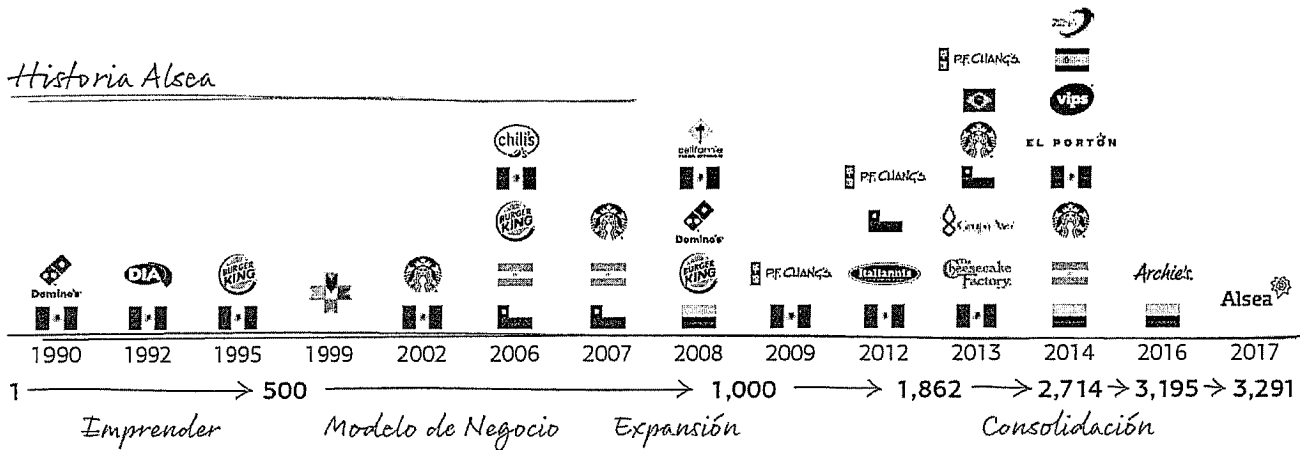 Historia Alsea
P.F. CHANG'S
vips
chili's
california
EL PORTÓN
P.F. CHANG'S
BURGER KING
Domino's
Domino's
DIA
BURGER KING
BURGER KING
P.F. CHANG'S
Italianni's
The Cheesecake Factory.
Archie's.
Alsea
1990 1992 1995 1999 2002 2006 2007 2008 2009 2012 2013 2014 2016 2017
1 500 1,000 1,862 2,714 3,195 3,291
Emprender Modelo de Negocio Expansión Consolidación